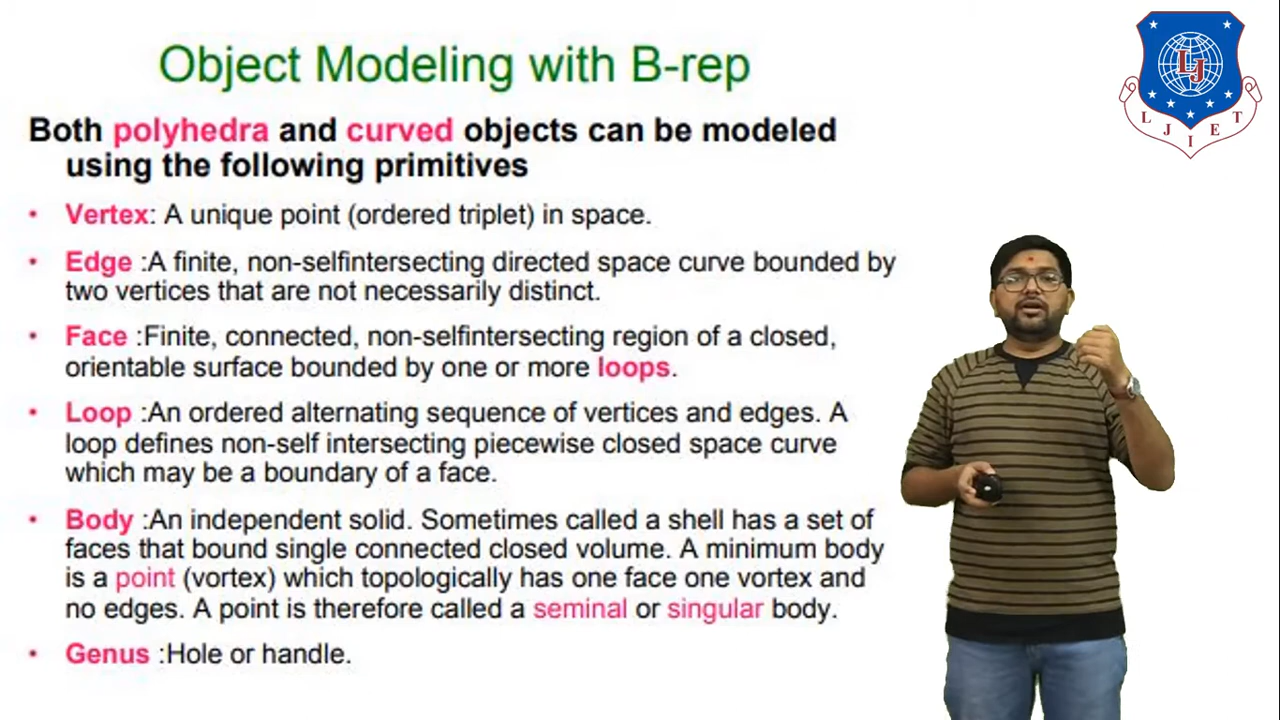 Object Modeling with B-rep
Both polyhedra and curved objects can be modeled
using the following primitives
• Vertex: A unique point (ordered triplet) in space.
• Edge :A finite, non-selfintersecting directed space curve bounded by
two vertices that are not necessarily distinct.
• Face :Finite, connected, non-selfintersecting region of a closed,
orientable surface bounded by one or more loops.
• Loop :An ordered alternating sequence of vertices and edges. A
loop defines non-self intersecting piecewise closed space curve
which may be a boundary of a face.
• Body :An independent solid. Sometimes called a shell has a set of
faces that bound single connected closed volume. A minimum body
is a point (vortex) which topologically has one face one vortex and
no edges. A point is therefore called a seminal or singular body.
• Genus :Hole or handle.
LJ
LJIET